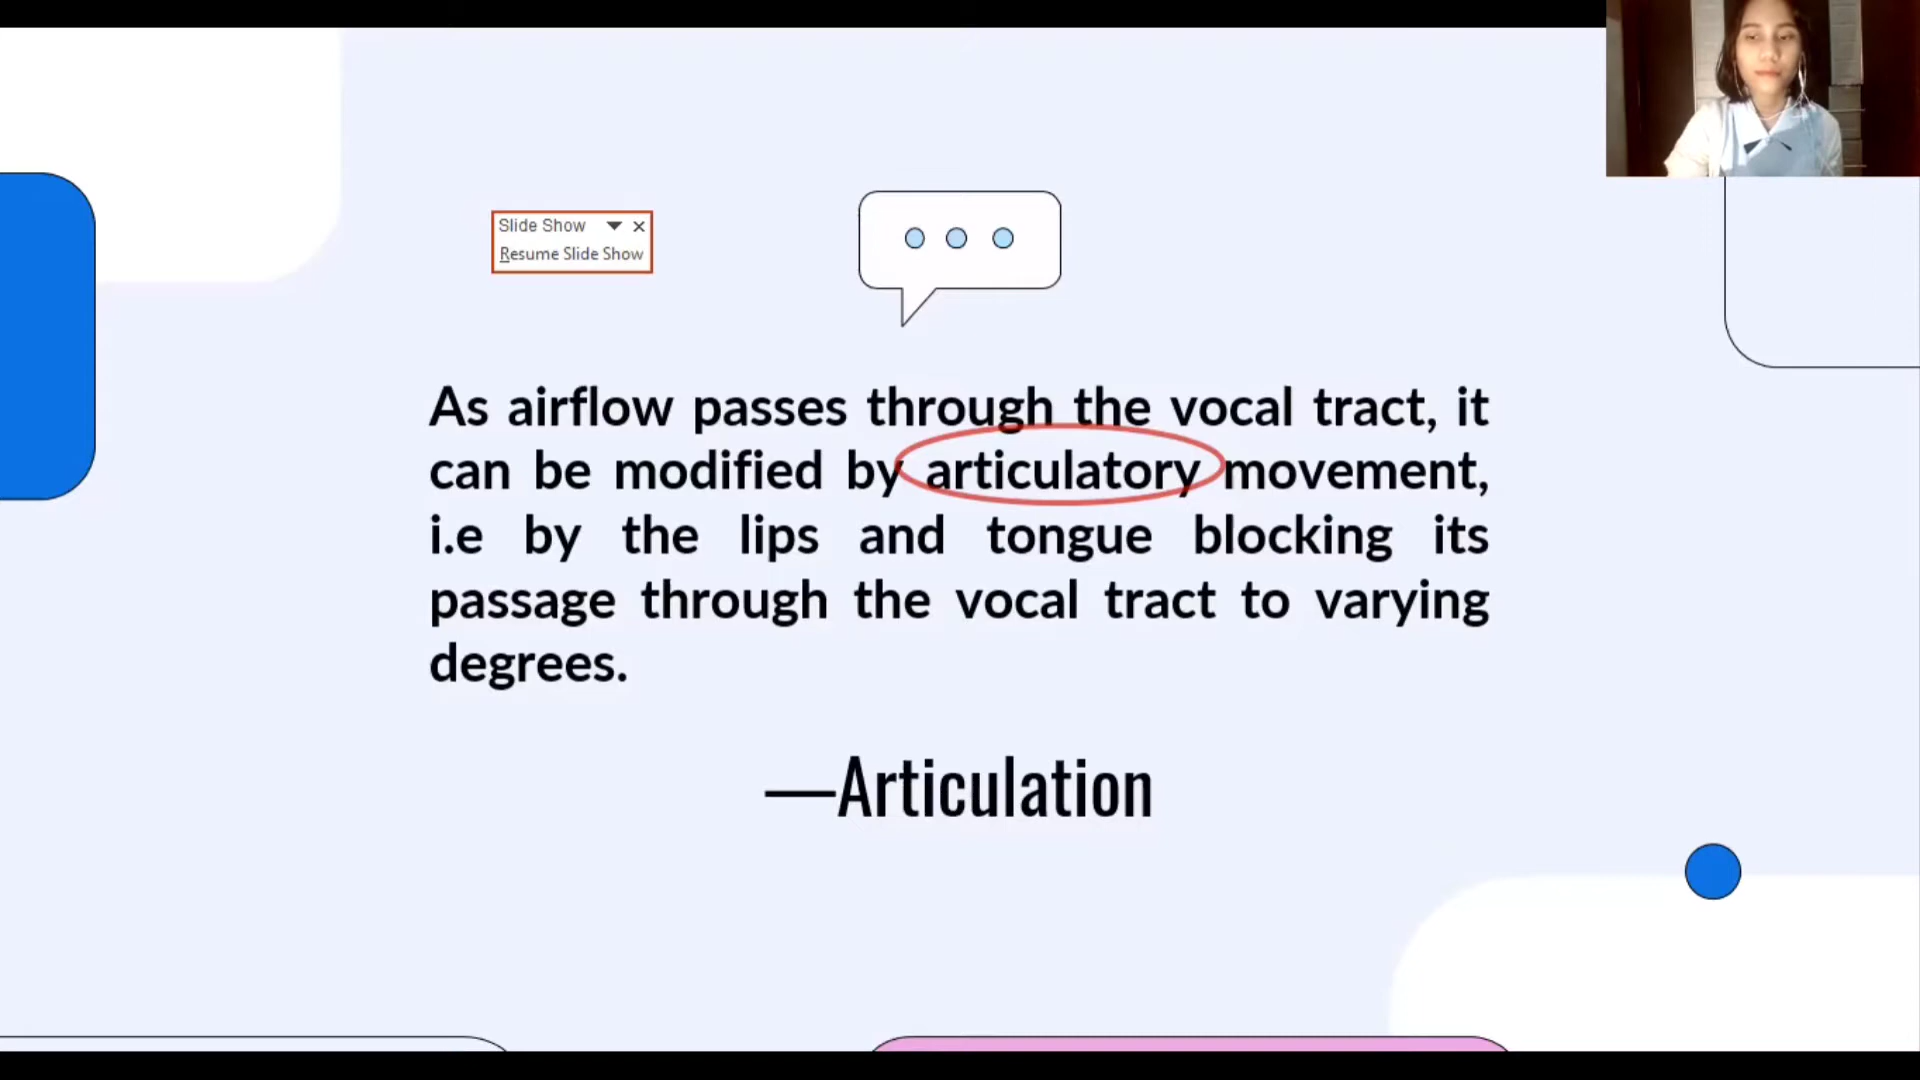 Slide Show
Resume Slide Show
As airflow passes through the vocal tract, it
can be modified by articulatory movement,
i.e by the lips and tongue blocking its
passage through the vocal tract to varying
degrees.
—Articulation